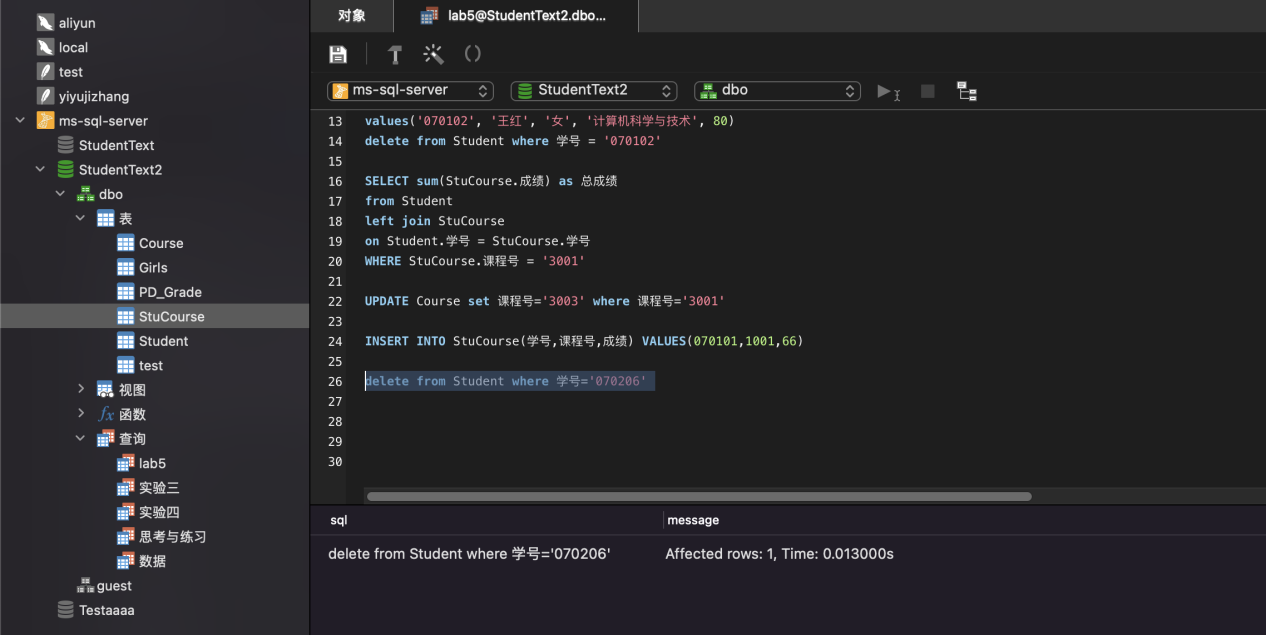 aliyun
local
test
yiyujizhang
ms-sql-server
StudentText
StudentText2
dbo
表
Course
Girls
PD_Grade
StuCourse
Student
test
视图
fx 函数
查询
lab5
实验三
实验四
思考与练习
数据
guest
Testaaaa
对象
lab5@StudentText2.dbo...
ms-sql-server
StudentText2
dbo
13 values('070102', '王红', '女', '计算机科学与技术', 80)
14 delete from Student where 学号 = '070102'
15
16 SELECT sum(StuCourse.成绩) as 总成绩
17 from Student
18 left join StuCourse
19 on Student.学号 = StuCourse.学号
20 WHERE StuCourse.课程号 = '3001'
21
22 UPDATE Course set 课程号='3003' where 课程号='3001'
23
24 INSERT INTO StuCourse(学号,课程号,成绩) VALUES(070101,1001,66)
25
26 delete from Student where 学号='070206'
27
28
29
30
sql message
delete from Student where 学号='070206' Affected rows: 1, Time: 0.013000s